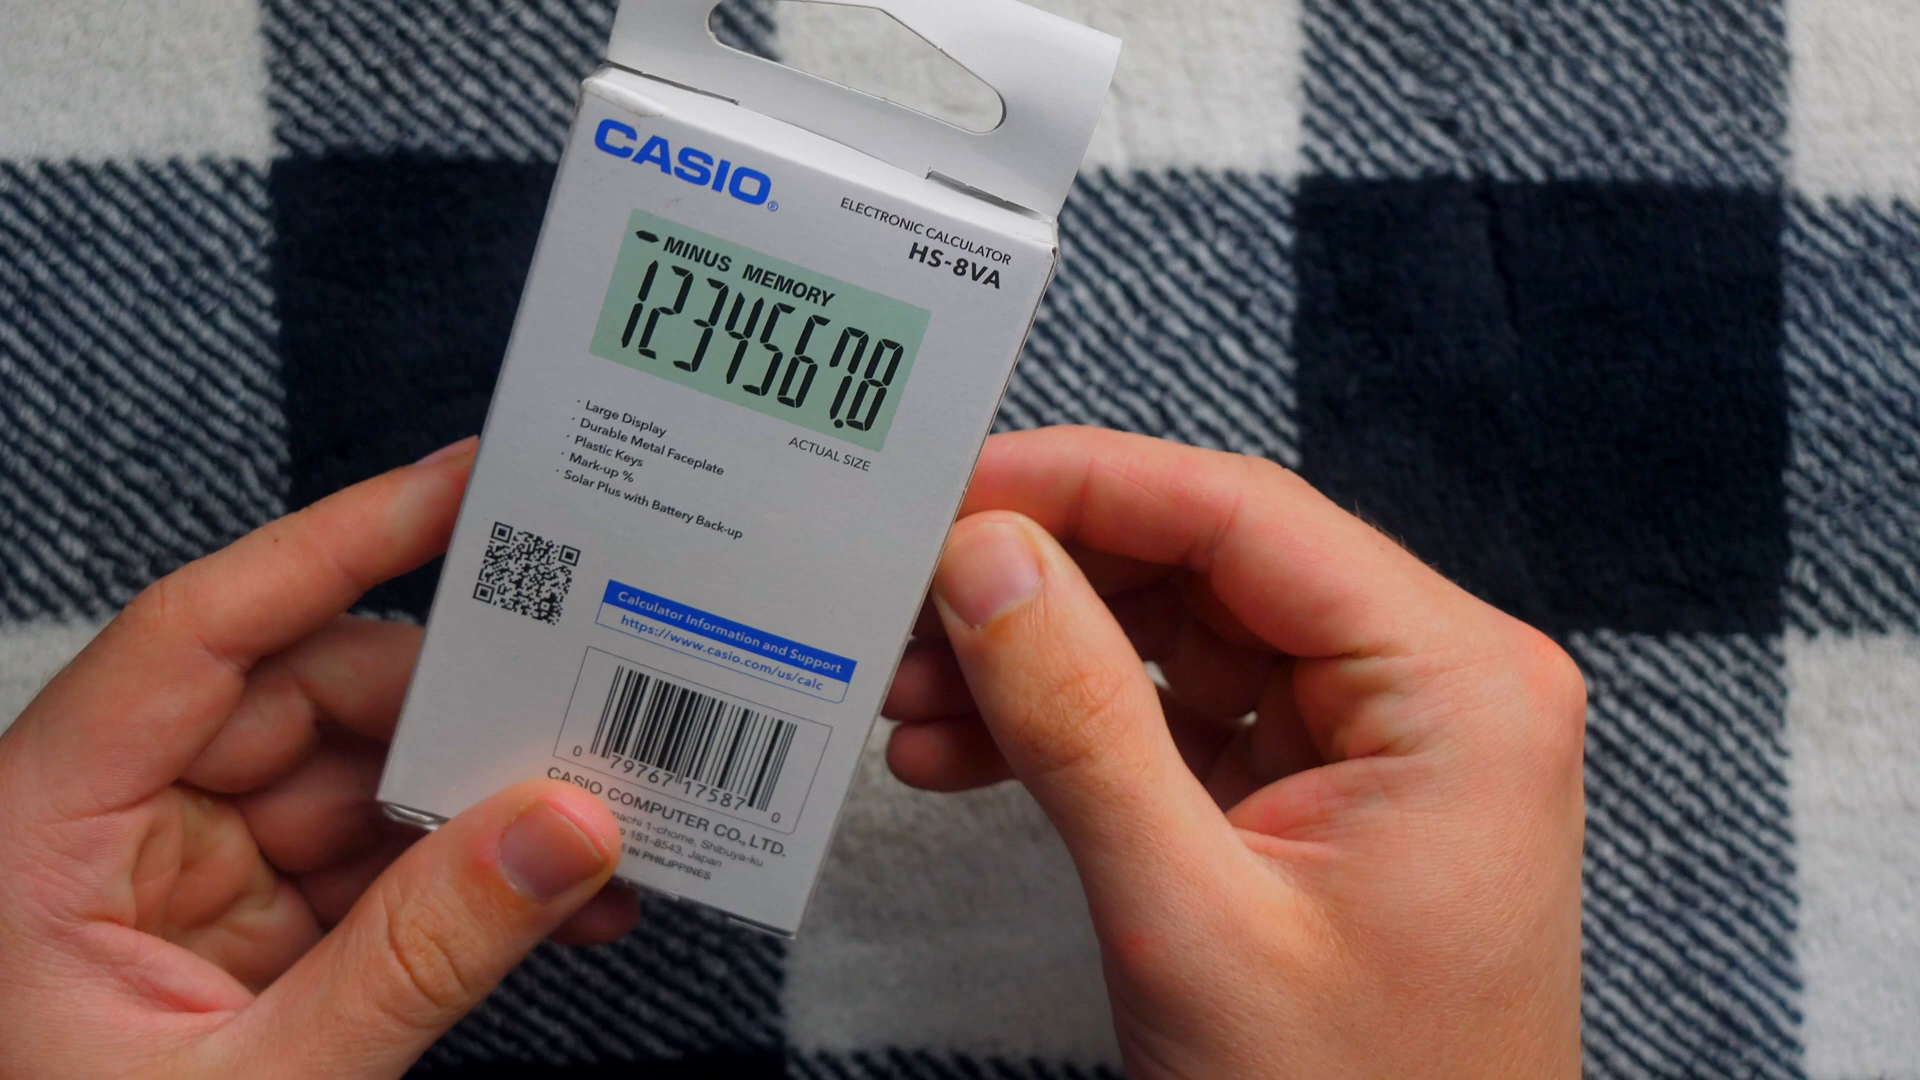 CASIO®
ELECTRONIC CALCULATOR
HS-8VA
MINUS MEMORY
1234567.8
ACTUAL SIZE
· Large Display
· Durable Metal Faceplate
· Plastic Keys
· Mark-up %
· Solar Plus with Battery Back-up
Calculator Information and Support
https://www.casio.com/us/calc
0 79767 17587 0
CASIO COMPUTER CO., LTD.
1-chome, Shibuya-ku
151-8543, Japan
IN PHILIPPINES